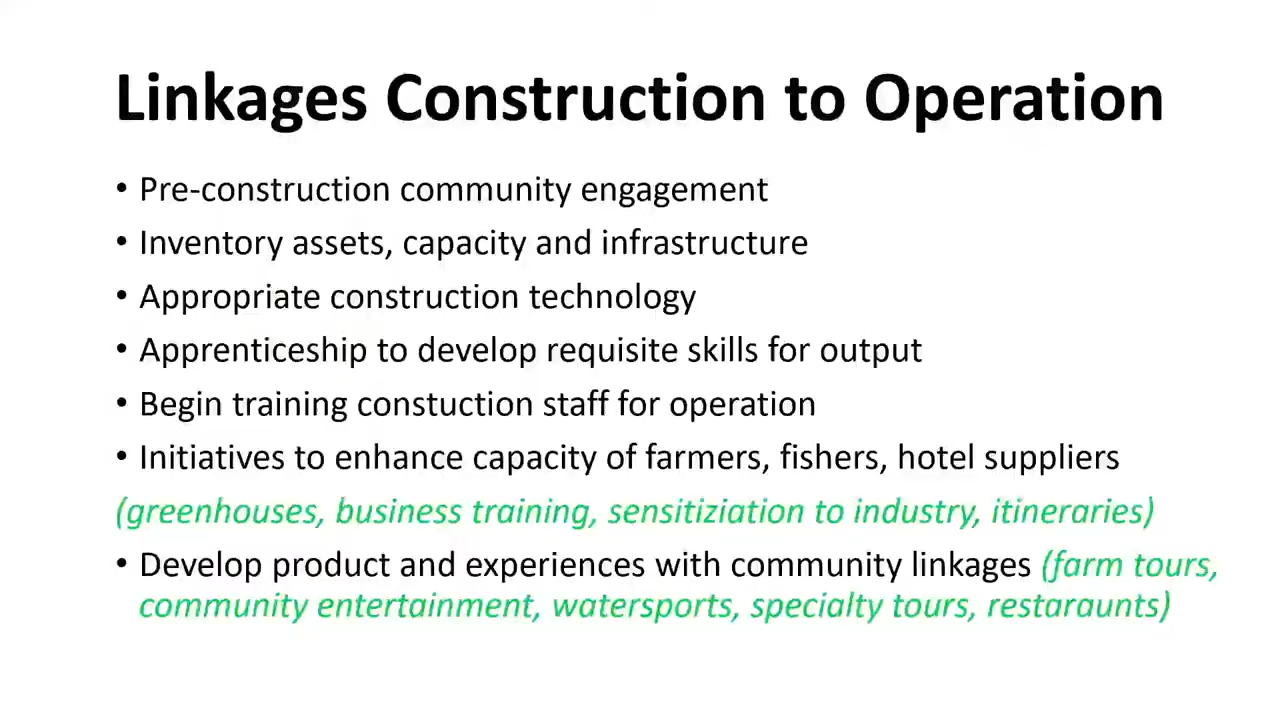 Linkages Construction to Operation
• Pre-construction community engagement
• Inventory assets, capacity and infrastructure
• Appropriate construction technology
• Apprenticeship to develop requisite skills for output
• Begin training constuction staff for operation
• Initiatives to enhance capacity of farmers, fishers, hotel suppliers
(greenhouses, business training, sensitiziation to industry, itineraries)
• Develop product and experiences with community linkages (farm tours,
community entertainment, watersports, specialty tours, restaraunts)